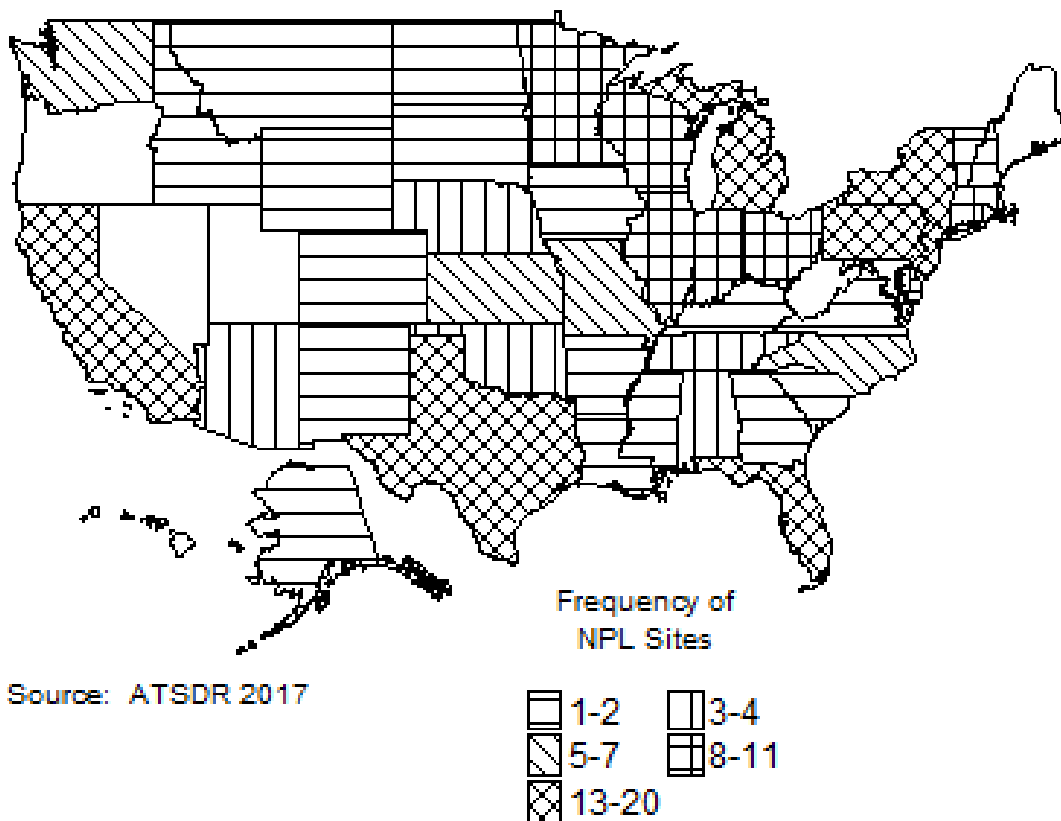 Frequency of
NPL Sites
Source: ATSDR 2017
1-2 3-4
5-7 8-11
13-20